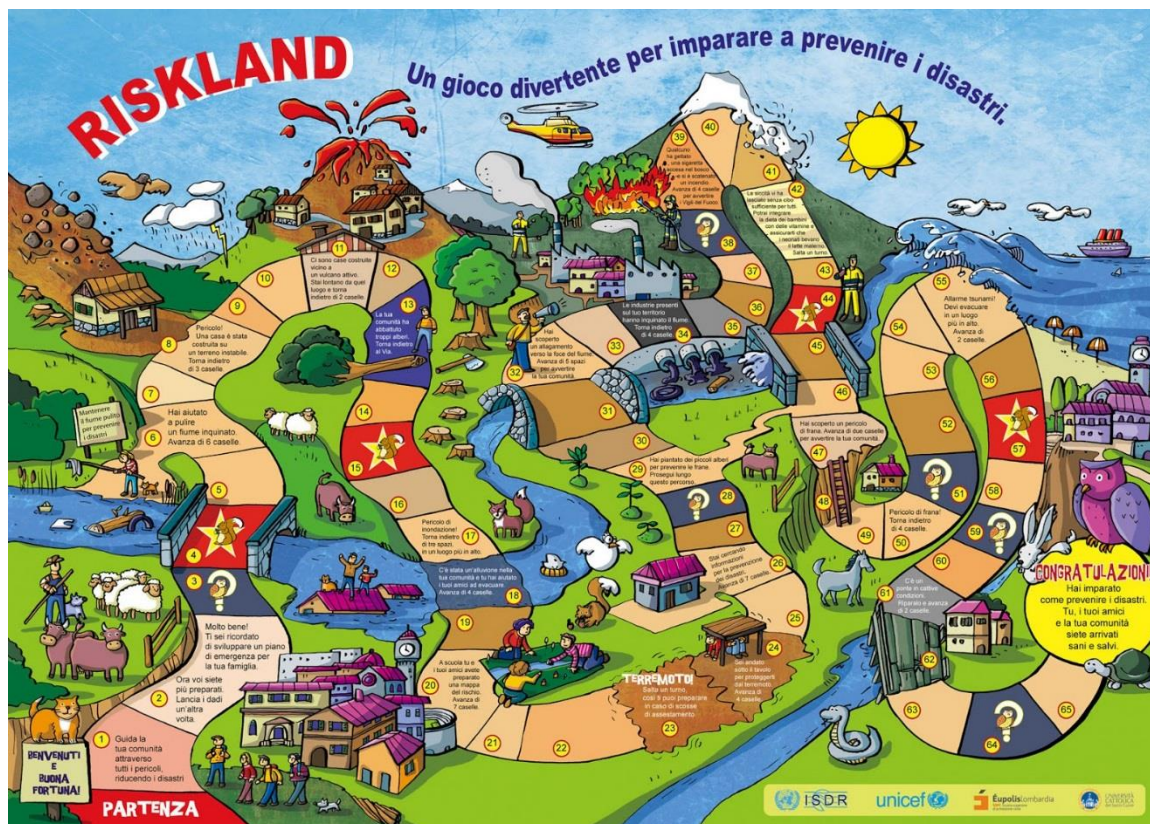 RISKLAND
Un gioco divertente per imparare a prevenire i disastri.
BENVENUTI
E
BUONA
FORTUNA!
PARTENZA
1
Guida la
tua comunità
attraverso
tutti i pericoli,
riducendo i disastri
2
Ora voi siete
più preparati.
Lancia i dadi
un'altra
volta.
Molto bene!
Ti sei ricordato
di sviluppare un piano
di emergenza per
la tua famiglia.
3
?
4
5
Mantenere
il fiume pulito
per prevenire
i disastri
6
Hai aiutato
a pulire
un fiume inquinato.
Avanza di 6 caselle.
7
8
Pericolo!
Una casa è stata
costruita su
un terreno instabile.
Torna indietro
di 3 caselle.
9
10
11
Ci sono case costruite
vicino a
un vulcano attivo.
Stai lontano da quel
luogo e torna
indietro di 2 caselle.
12
13
La tua
comunità ha
abbattuto
troppi alberi.
Torna indietro
al Via.
14
15
16
Pericolo di
inondazione!
Torna indietro
di tre spazi,
in un luogo più in alto.
17
C'è stata un'alluvione nella
tua comunità e tu hai aiutato
i tuoi amici ad evacuare
Avanza di 4 caselle.
18
19
20
A scuola tu e
i tuoi amici avete
preparato
una mappa
del rischio.
Avanza di
7 caselle.
21
22
TERREMOTO!
Salta un turno,
così ti puoi preparare
in caso di scosse
di assestamento.
23
24
Sei andato
sotto il tavolo
per proteggerti
dal terremoto.
Avanza di
4 caselle.
25
26
Stai cercando
informazioni
per la prevenzione
dei disastri.
Avanza di 7 caselle.
27
28
?
29
Hai piantato dei piccoli alberi
per prevenire le frane.
Prosegui lungo
questo percorso.
30
31
32
Hai
scoperto
un allagamento
verso la foce del fiume.
Avanza di 5 spazi
per avvertire
la tua comunità.
33
Le industrie presenti
sul tuo territorio
hanno inquinato il fiume.
Torna indietro
di 4 caselle.
34
35
36
37
38
?
39
Qualcuno
ha gettato
una sigaretta
accesa nel bosco
e si è scatenato
un incendio.
Avanza di 4 caselle
per avvertire
i Vigili del Fuoco.
40
41
42
La siccità vi ha
lasciati senza cibo
sufficiente per tutti.
Potrai integrare
la dieta dei bambini
con delle vitamine e
assicurarti che
i neonati bevano
il latte materno.
Salta un turno.
43
44
45
46
Hai scoperto un pericolo
di frana. Avanza di due caselle
per avvertire la tua comunità.
47
48
49
Pericolo di frana!
Torna indietro
di 4 caselle.
50
51
?
52
53
54
55
Allarme tsunami!
Devi evacuare
in un luogo
più in alto.
Avanza di
2 caselle.
56
57
58
59
?
60
61
C'è un
ponte in cattive
condizioni.
Riparalo e avanza
di 2 caselle.
62
63
64
?
65
CONGRATULAZIONI
Hai imparato
come prevenire i disastri.
Tu, i tuoi amici
e la tua comunità
siete arrivati
sani e salvi.
ISDR
unicef
ÉupolisLombardia
UNIVERSITÀ
CATTOLICA